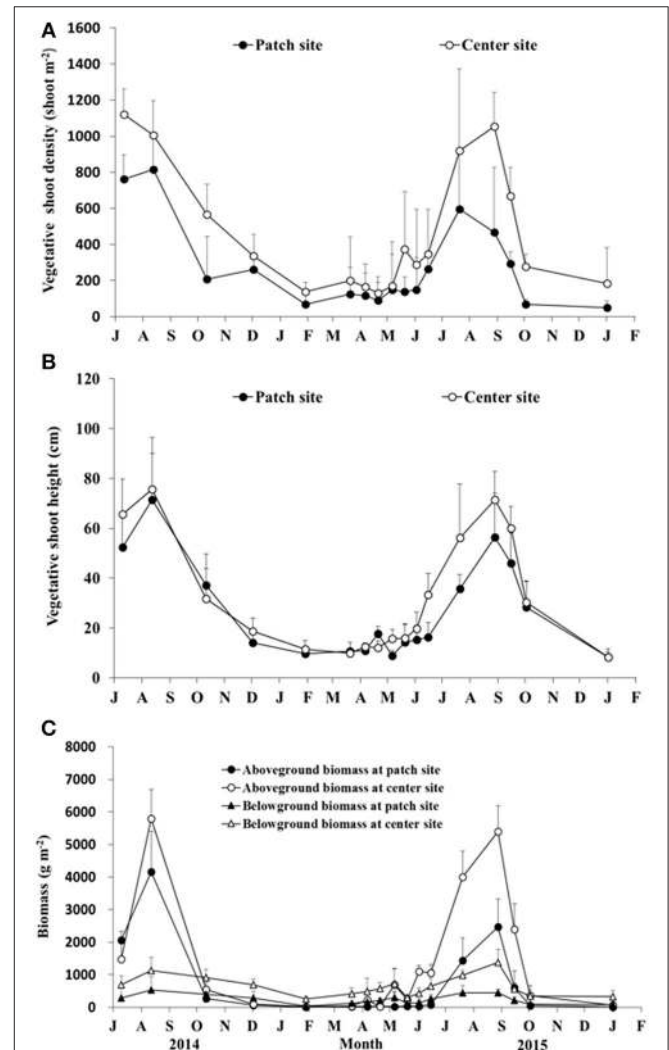 A
Vegetative shoot density (shoot m⁻²)
1600
1400
1200
1000
800
600
400
200
0
Patch site
Center site
J A S O N D J F M A M J J A S O N D J F
B
Vegetative shoot height (cm)
120
100
80
60
40
20
0
Patch site
Center site
J A S O N D J F M A M J J A S O N D J F
C
Biomass (g m⁻²)
8000
7000
6000
5000
4000
3000
2000
1000
0
Aboveground biomass at patch site
Aboveground biomass at center site
Belowground biomass at patch site
Belowground biomass at center site
J A S O N D J F M A M J J A S O N D J F
2014 Month 2015